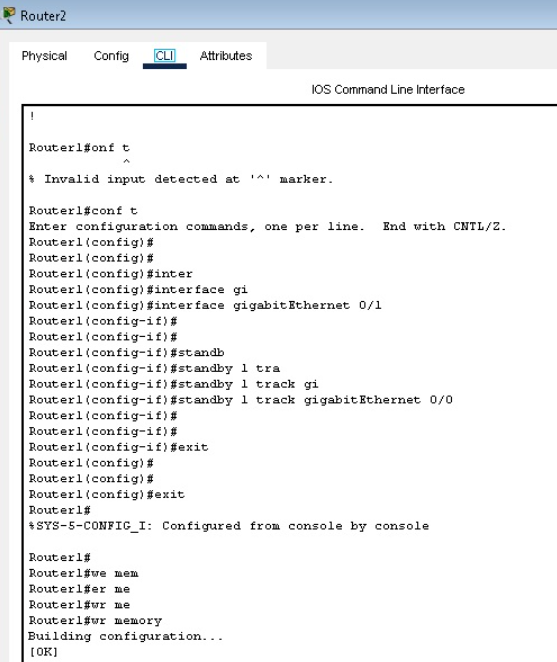 Router2
Physical Config CLI Attributes
IOS Command Line Interface
!
Router1#onf t
^
% Invalid input detected at '^' marker.
Router1#conf t
Enter configuration commands, one per line. End with CNTL/Z.
Router1(config)#
Router1(config)#
Router1(config)#inter
Router1(config)#interface gi
Router1(config)#interface gigabitEthernet 0/1
Router1(config-if)#
Router1(config-if)#
Router1(config-if)#standb
Router1(config-if)#standby 1 tra
Router1(config-if)#standby 1 track gi
Router1(config-if)#standby 1 track gigabitEthernet 0/0
Router1(config-if)#
Router1(config-if)#
Router1(config-if)#exit
Router1(config)#
Router1(config)#
Router1(config)#exit
Router1#
%SYS-5-CONFIG_I: Configured from console by console
Router1#
Router1#we mem
Router1#er me
Router1#wr me
Router1#wr memory
Building configuration...
[OK]